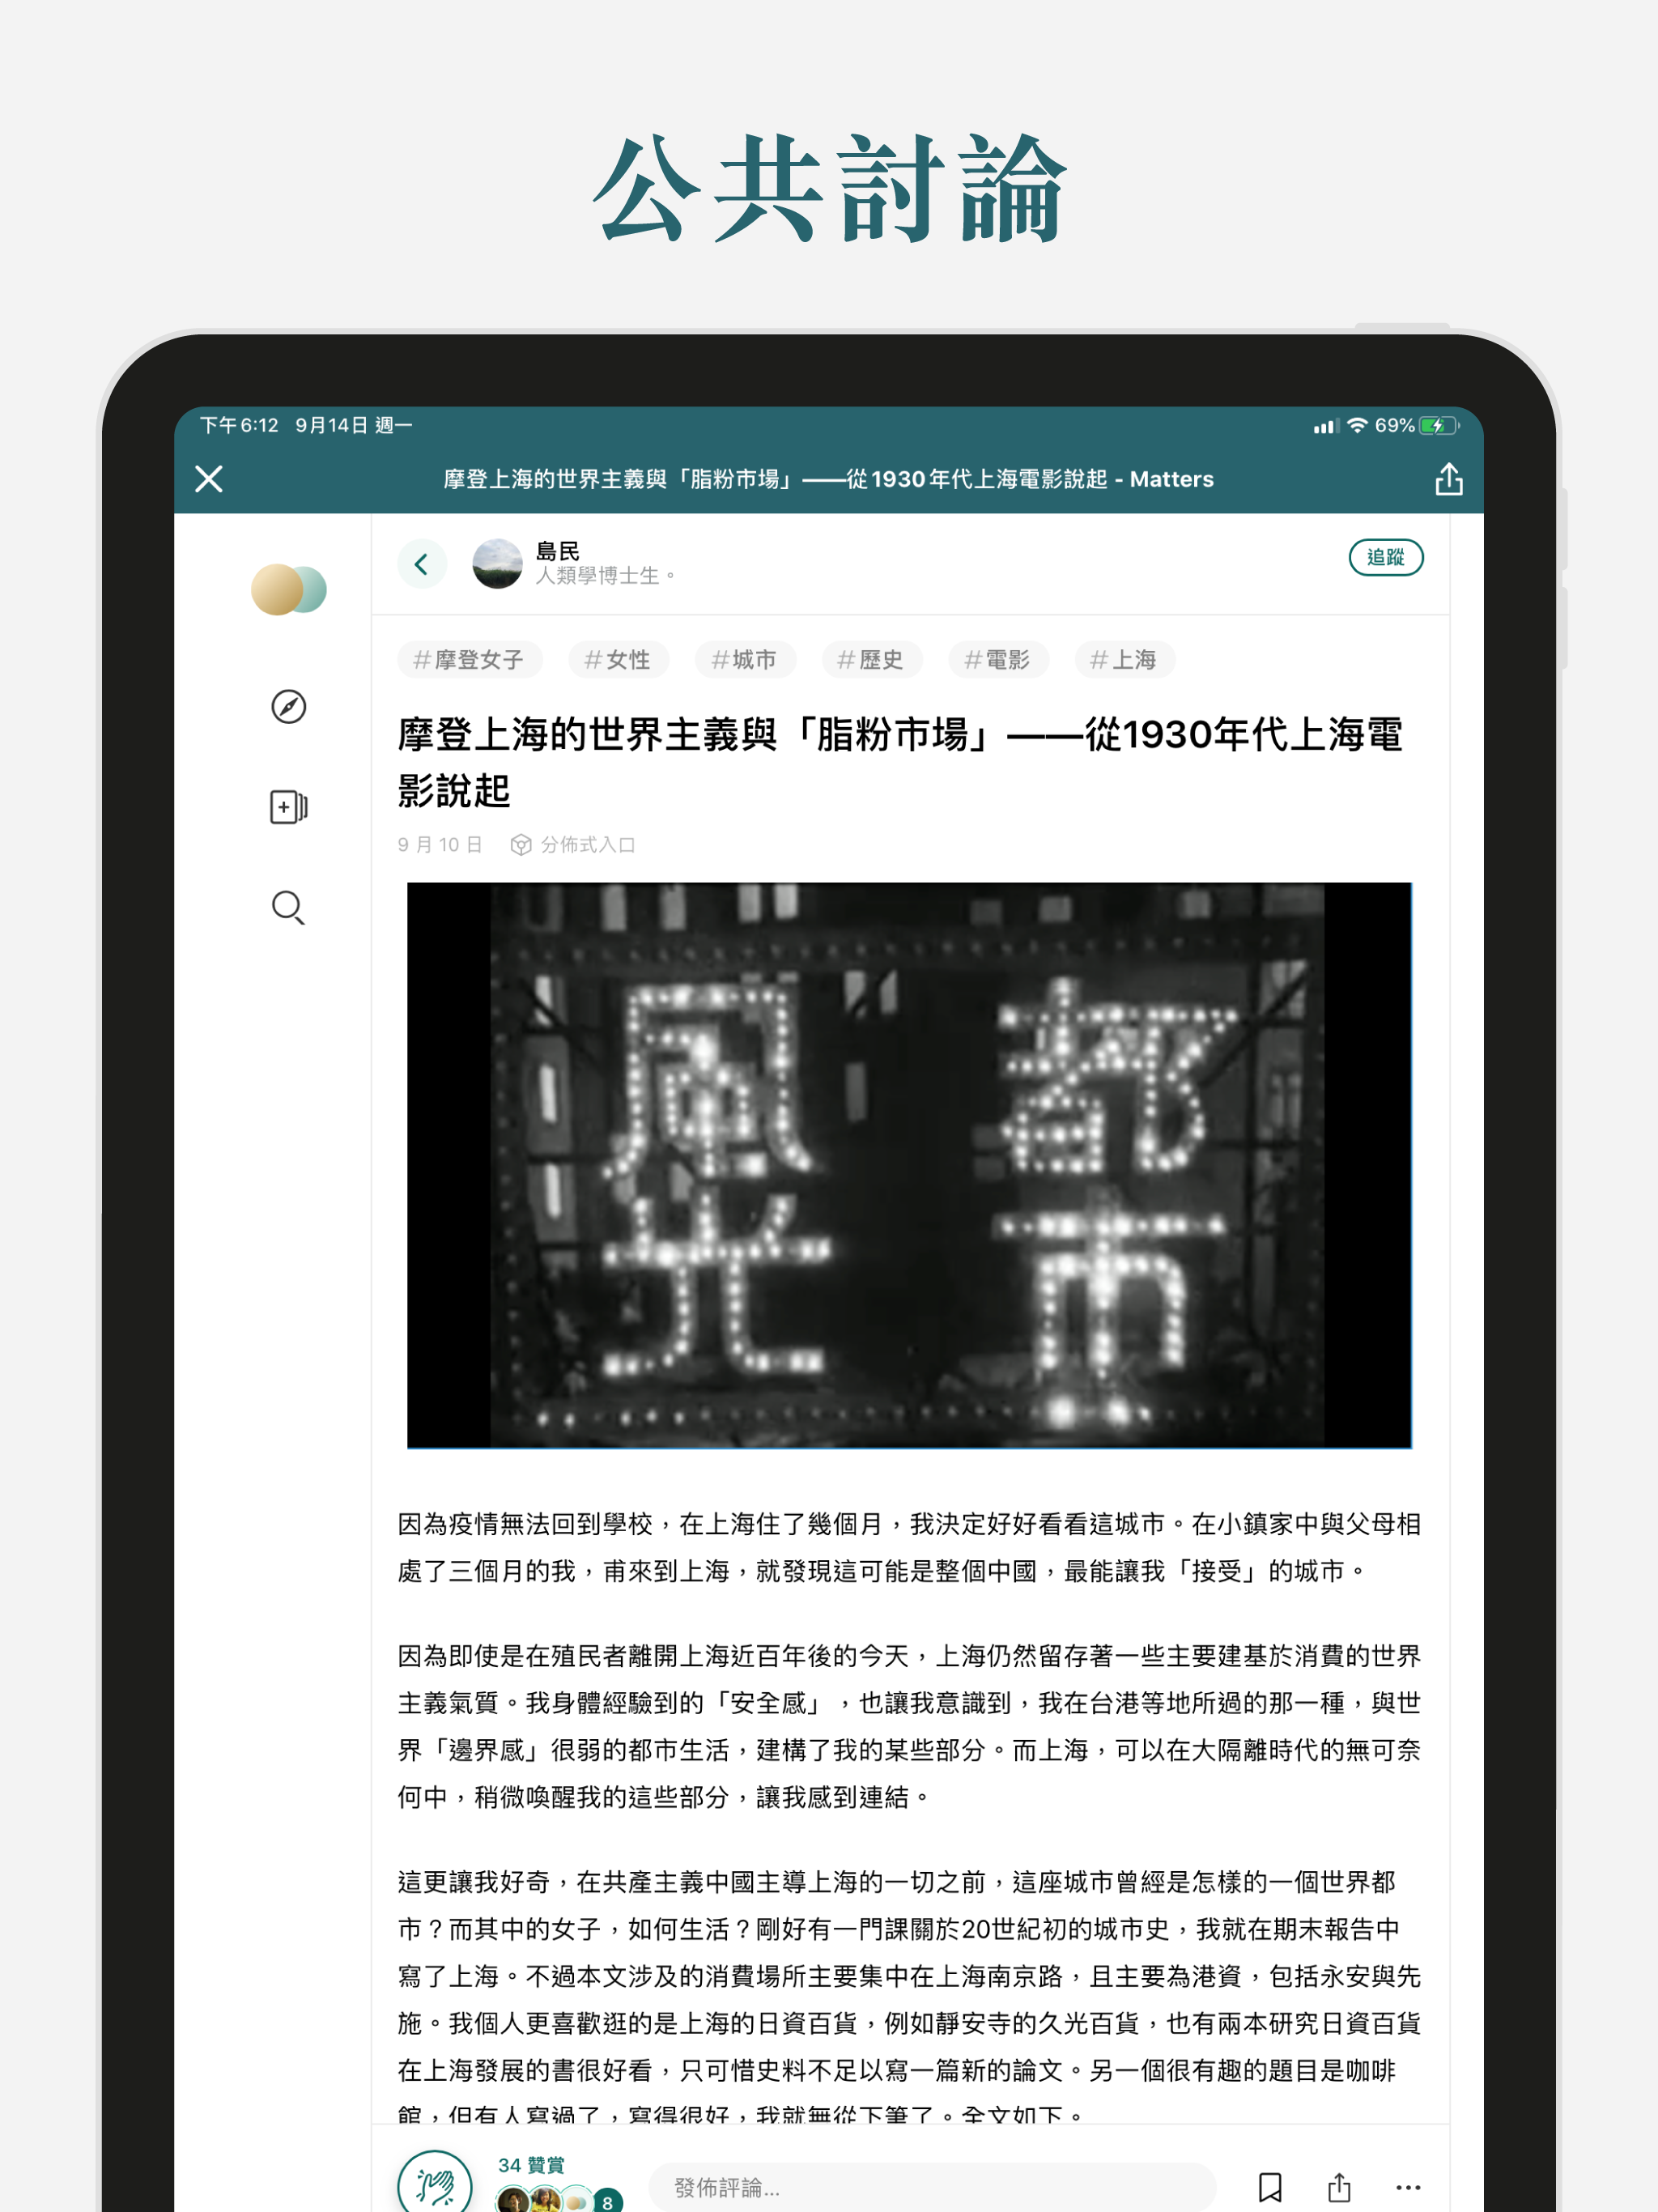 公共討論
下午6:12 9月14日 週一
69%
摩登上海的世界主義與「脂粉市場」——從1930年代上海電影說起 - Matters
島民
人類學博士生。
追蹤
#摩登女子 #女性 #城市 #歷史 #電影 #上海
摩登上海的世界主義與「脂粉市場」——從1930年代上海電
影說起
9 月 10 日 分佈式入口
都市
風光
因為疫情無法回到學校，在上海住了幾個月，我決定好好看看這城市。在小鎮家中與父母相
處了三個月的我，甫來到上海，就發現這可能是整個中國，最能讓我「接受」的城市。
因為即使是在殖民者離開上海近百年後的今天，上海仍然留存著一些主要建基於消費的世界
主義氣質。我身體經驗到的「安全感」，也讓我意識到，我在台港等地所過的那一種，與世
界「邊界感」很弱的都市生活，建構了我的某些部分。而上海，可以在大隔離時代的無可奈
何中，稍微喚醒我的這些部分，讓我感到連結。
這更讓我好奇，在共產主義中國主導上海的一切之前，這座城市曾經是怎樣的一個世界都
市？而其中的女子，如何生活？剛好有一門課關於20世紀初的城市史，我就在期末報告中
寫了上海。不過本文涉及的消費場所主要集中在上海南京路，且主要為港資，包括永安與先
施。我個人更喜歡逛的是上海的日資百貨，例如靜安寺的久光百貨，也有兩本研究日資百貨
在上海發展的書很好看，只可惜史料不足以寫一篇新的論文。另一個很有趣的題目是咖啡
館，但有人寫過了，寫得很好，我就無從下筆了。全文如下。
34 贊賞
8
發佈評論...